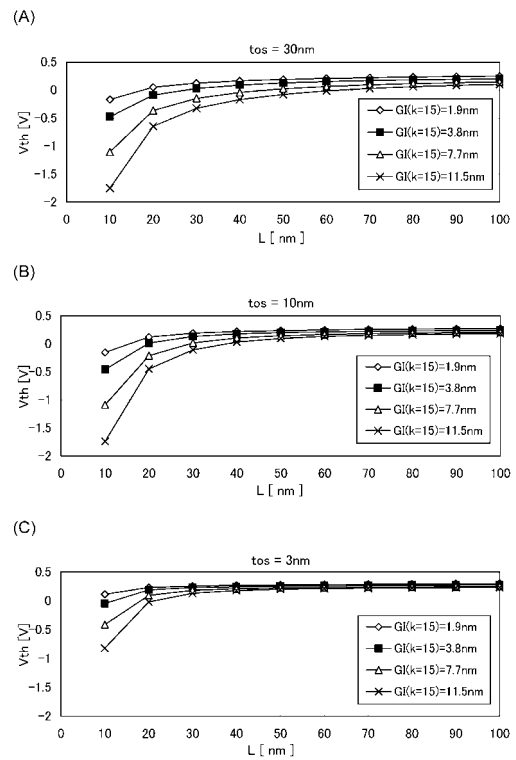 (A)
tos = 30nm
0.5
0
-0.5
-1
-1.5
-2
Vth [V]
GI(k=15)=1.9nm
GI(k=15)=3.8nm
GI(k=15)=7.7nm
GI(k=15)=11.5nm
0 10 20 30 40 50 60 70 80 90 100
L [ nm ]
(B)
tos = 10nm
0.5
0
-0.5
-1
-1.5
-2
Vth [V]
GI(k=15)=1.9nm
GI(k=15)=3.8nm
GI(k=15)=7.7nm
GI(k=15)=11.5nm
0 10 20 30 40 50 60 70 80 90 100
L [ nm ]
(C)
tos = 3nm
0.5
0
-0.5
-1
-1.5
-2
Vth [V]
GI(k=15)=1.9nm
GI(k=15)=3.8nm
GI(k=15)=7.7nm
GI(k=15)=11.5nm
0 10 20 30 40 50 60 70 80 90 100
L [ nm ]